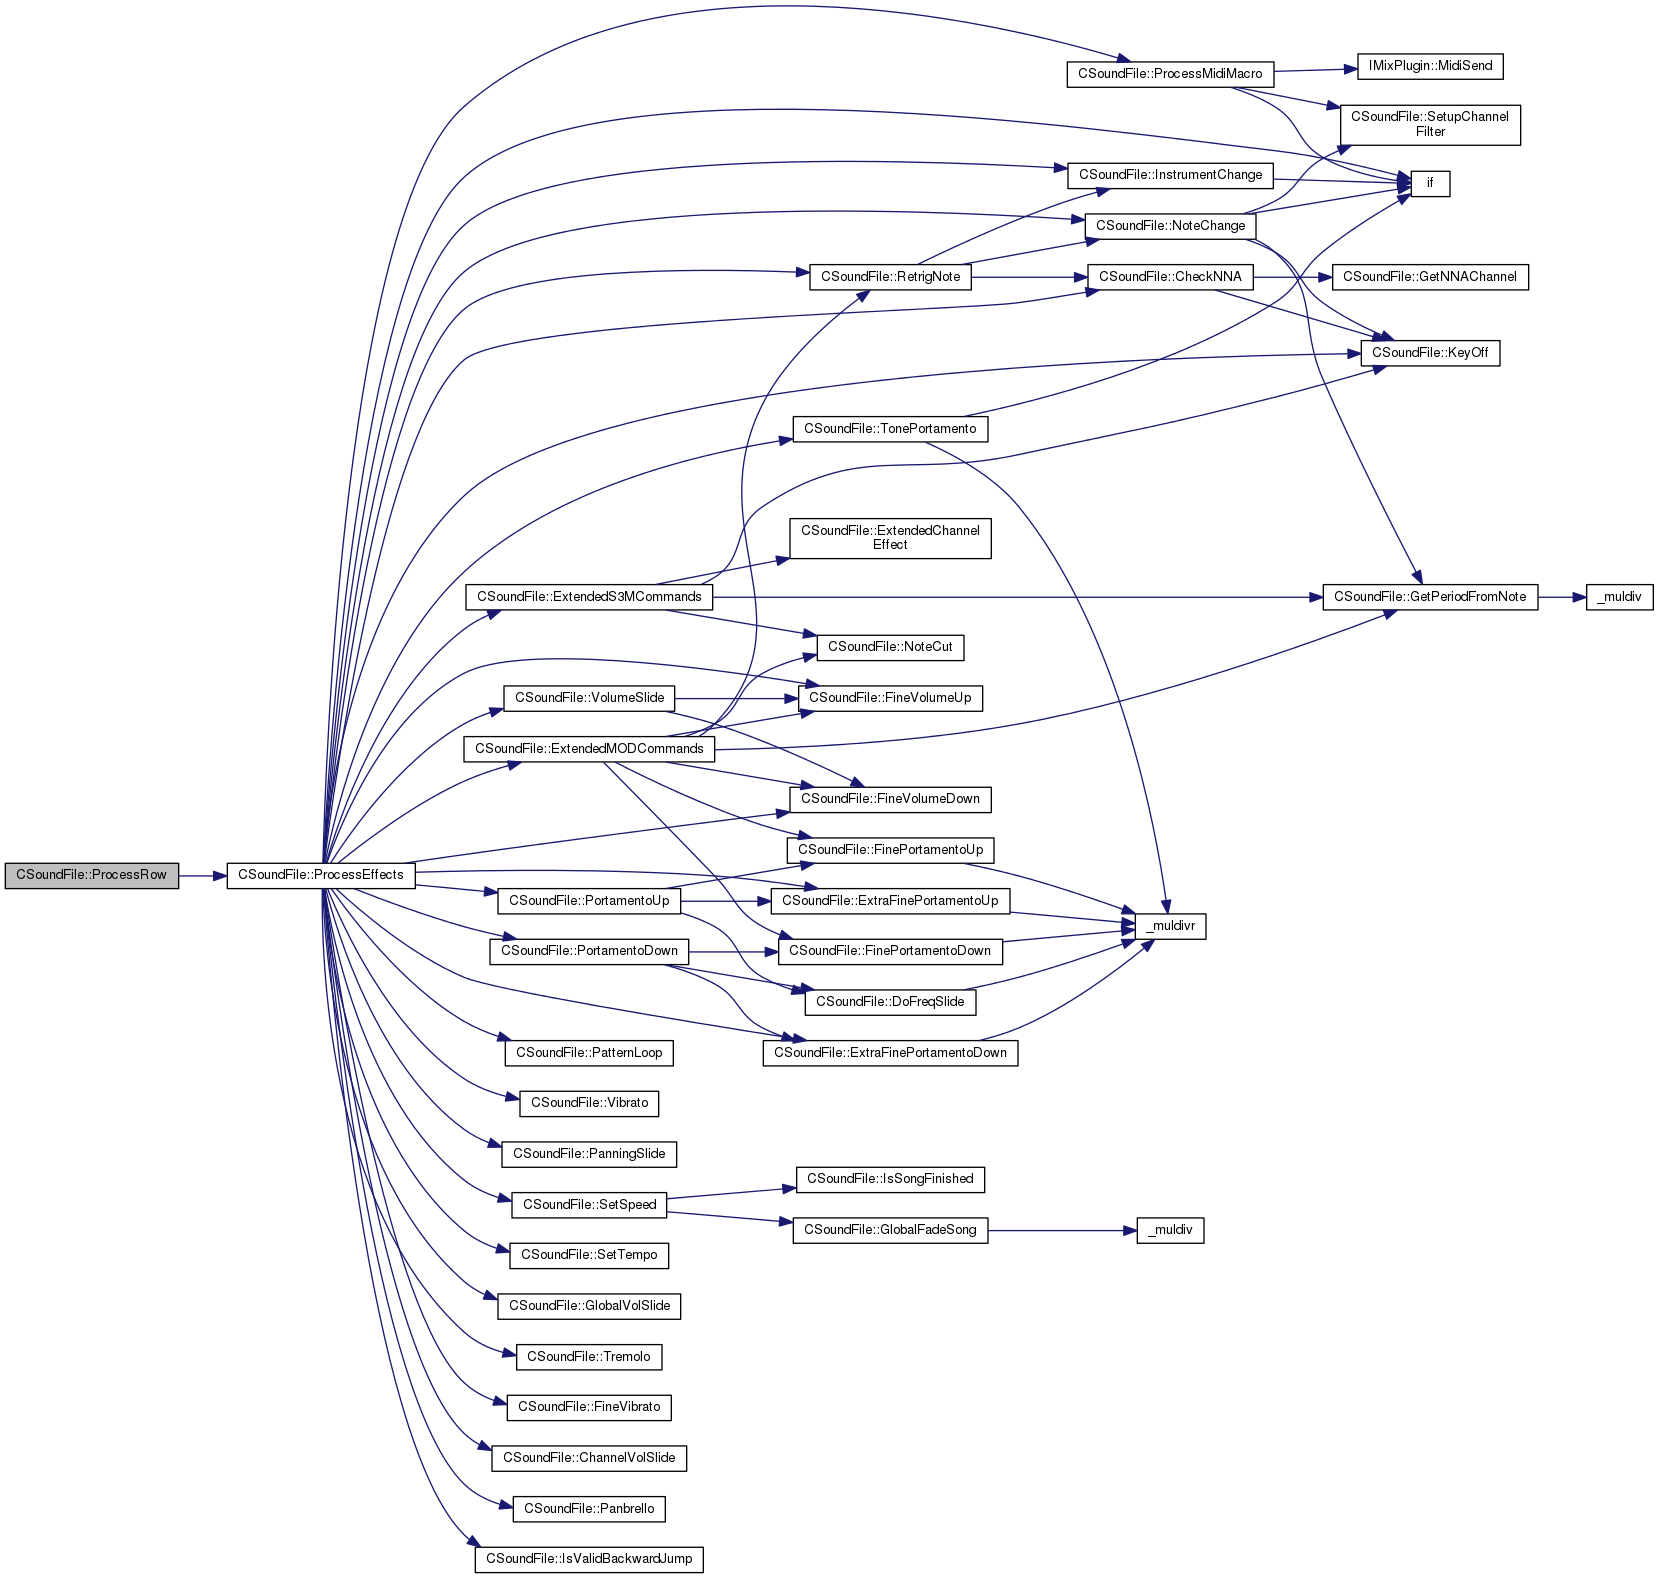 CSoundFile::ProcessMidiMacro
IMixPlugin::MidiSend
CSoundFile::SetupChannel
Filter
CSoundFile::InstrumentChange
if
CSoundFile::NoteChange
CSoundFile::RetrigNote
CSoundFile::CheckNNA
CSoundFile::GetNNAChannel
CSoundFile::KeyOff
CSoundFile::TonePortamento
CSoundFile::ExtendedChannel
Effect
CSoundFile::ExtendedS3MCommands
CSoundFile::GetPeriodFromNote
_muldiv
CSoundFile::NoteCut
CSoundFile::VolumeSlide
CSoundFile::FineVolumeUp
CSoundFile::ExtendedMODCommands
CSoundFile::FineVolumeDown
CSoundFile::FinePortamentoUp
CSoundFile::ProcessRow
CSoundFile::ProcessEffects
CSoundFile::PortamentoUp
CSoundFile::ExtraFinePortamentoUp
_muldivr
CSoundFile::PortamentoDown
CSoundFile::FinePortamentoDown
CSoundFile::DoFreqSlide
CSoundFile::PatternLoop
CSoundFile::ExtraFinePortamentoDown
CSoundFile::Vibrato
CSoundFile::PanningSlide
CSoundFile::IsSongFinished
CSoundFile::SetSpeed
CSoundFile::GlobalFadeSong
_muldiv
CSoundFile::SetTempo
CSoundFile::GlobalVolSlide
CSoundFile::Tremolo
CSoundFile::FineVibrato
CSoundFile::ChannelVolSlide
CSoundFile::Panbrello
CSoundFile::IsValidBackwardJump